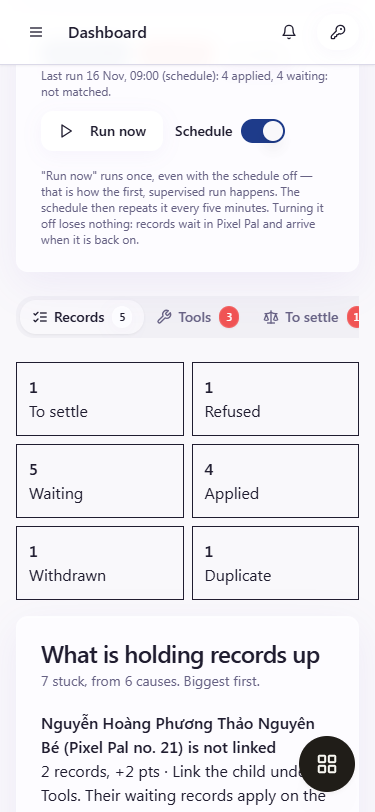 Dashboard
Last run 16 Nov, 09:00 (schedule): 4 applied, 4 waiting:
not matched.
Run now
Schedule
"Run now" runs once, even with the schedule off —
that is how the first, supervised run happens. The
schedule then repeats it every five minutes. Turning it
off loses nothing: records wait in Pixel Pal and arrive
when it is back on.
Records 5
Tools 3
To settle 1
1
To settle
1
Refused
5
Waiting
4
Applied
1
Withdrawn
1
Duplicate
What is holding records up
7 stuck, from 6 causes. Biggest first.
Nguyễn Hoàng Phương Thảo Nguyên
Bé (Pixel Pal no. 21) is not linked
2 records, +2 pts · Link the child
Tools. Their waiting records apply on the